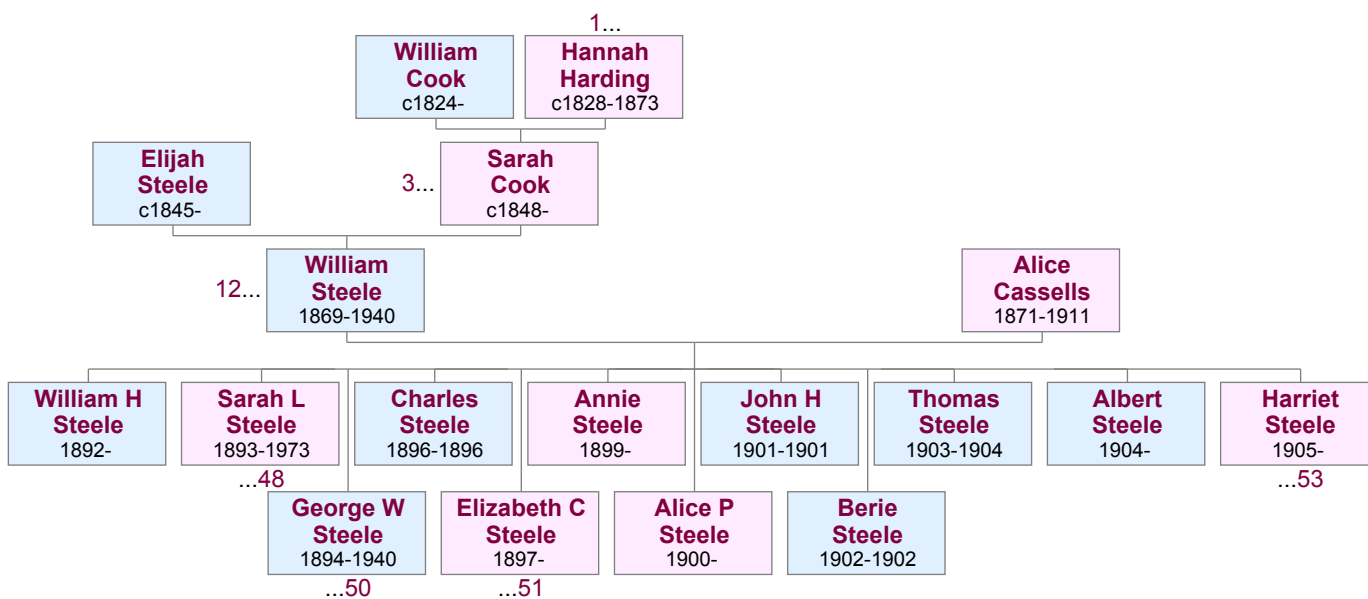 1...
William
Cook
c1824-
Hannah
Harding
c1828-1873
Elijah
Steele
c1845-
3...
Sarah
Cook
c1848-
12...
William
Steele
1869-1940
Alice
Cassells
1871-1911
William H
Steele
1892-
Sarah L
Steele
1893-1973
...48
Charles
Steele
1896-1896
Annie
Steele
1899-
John H
Steele
1901-1901
Thomas
Steele
1903-1904
Albert
Steele
1904-
Harriet
Steele
1905-
...53
George W
Steele
1894-1940
...50
Elizabeth C
Steele
1897-
...51
Alice P
Steele
1900-
Berie
Steele
1902-1902